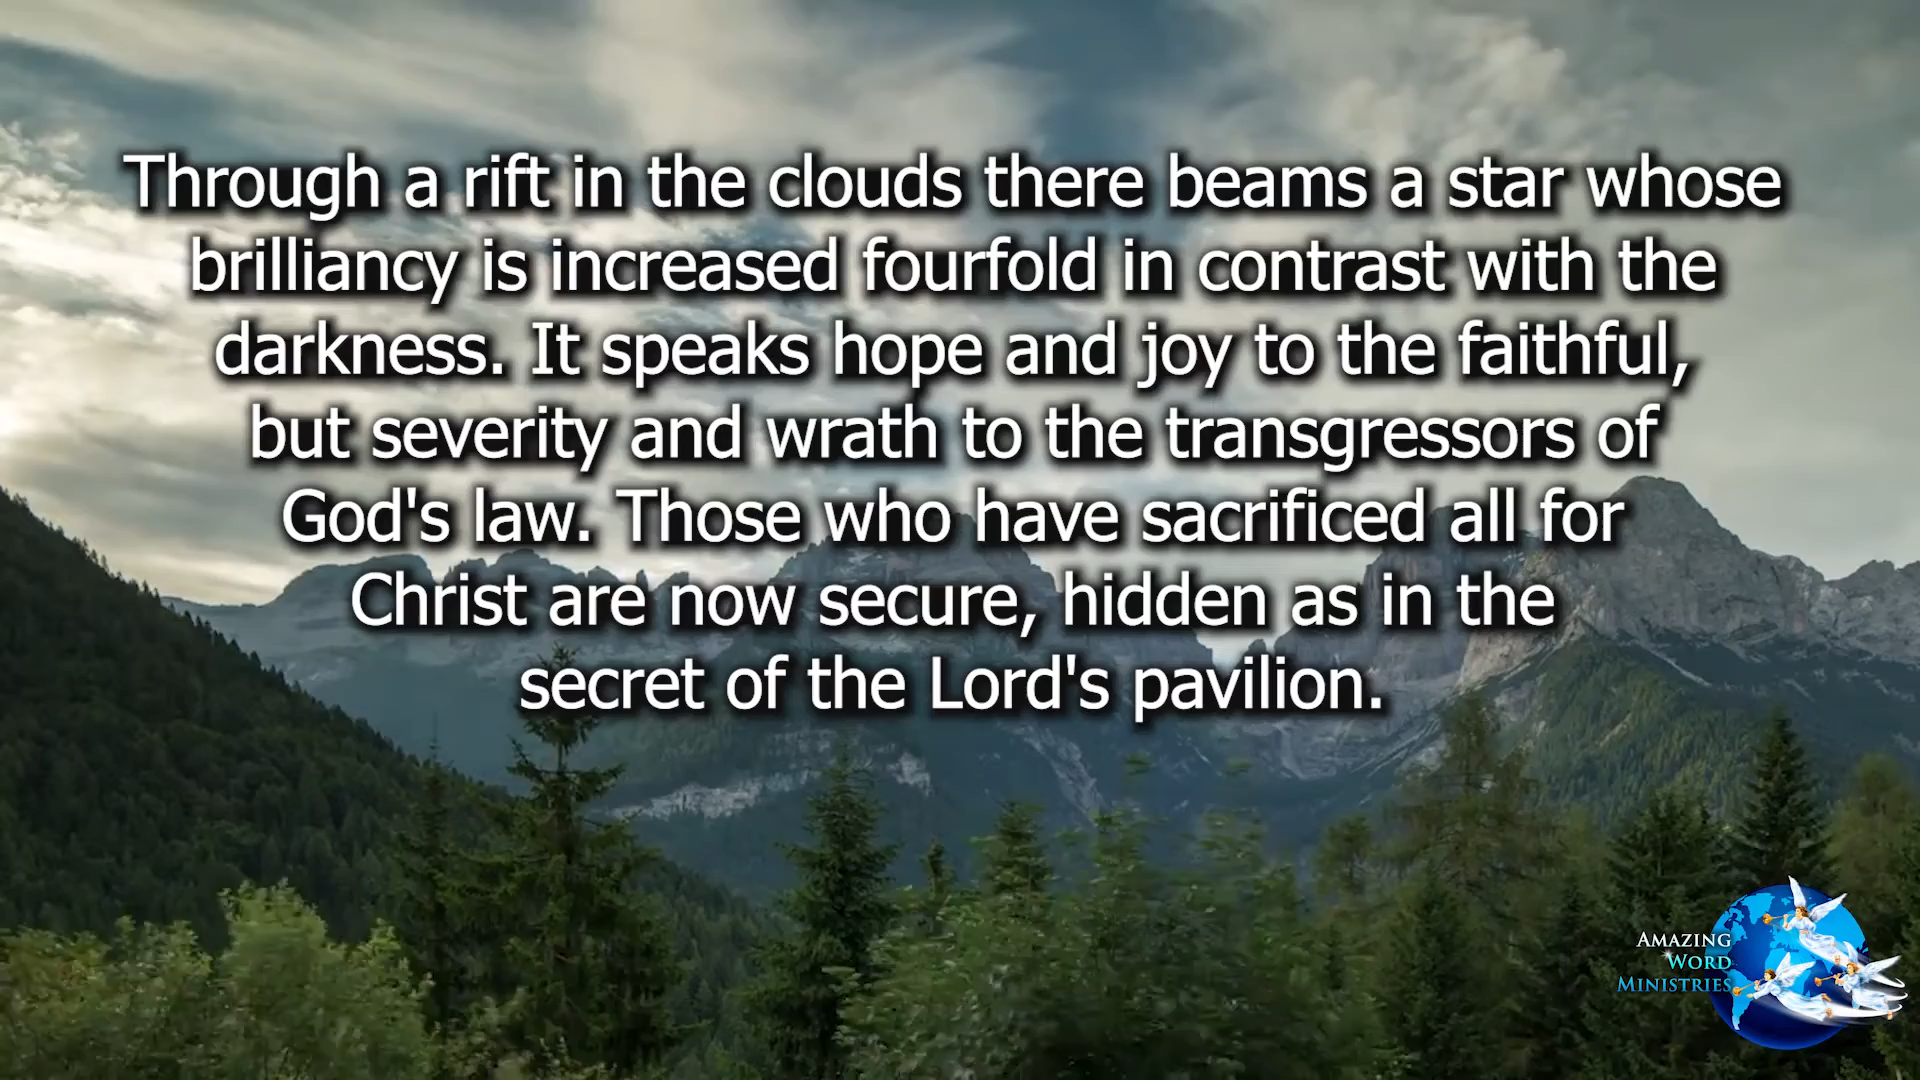 Through a rift in the clouds there beams a star whose
brilliancy is increased fourfold in contrast with the
darkness. It speaks hope and joy to the faithful,
but severity and wrath to the transgressors of
God's law. Those who have sacrificed all for
Christ are now secure, hidden as in the
secret of the Lord's pavilion.
AMAZING
WORD
MINISTRIES